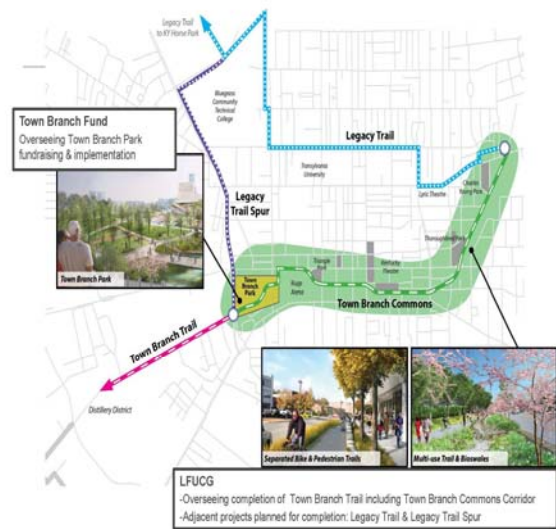 Legacy Trail
to KY Horse Park
Bluegrass
Community
Technical
College
Town Branch Fund
Overseeing Town Branch Park
fundraising & implementation
Legacy Trail
Transylvania
University
Lyric Theatre
Charles
Young Park
Legacy
Trail Spur
Town Branch Park
Thoroughbred Park
Triangle
Park
Kentucky
Theater
Town
Branch
Park
Rupp
Arena
Town Branch Commons
Town Branch Trail
Distillery District
Separated Bike & Pedestrian Trails
Multi-use Trail & Bioswales
LFUCG
-Overseeing completion of Town Branch Trail including Town Branch Commons Corridor
-Adjacent projects planned for completion: Legacy Trail & Legacy Trail Spur